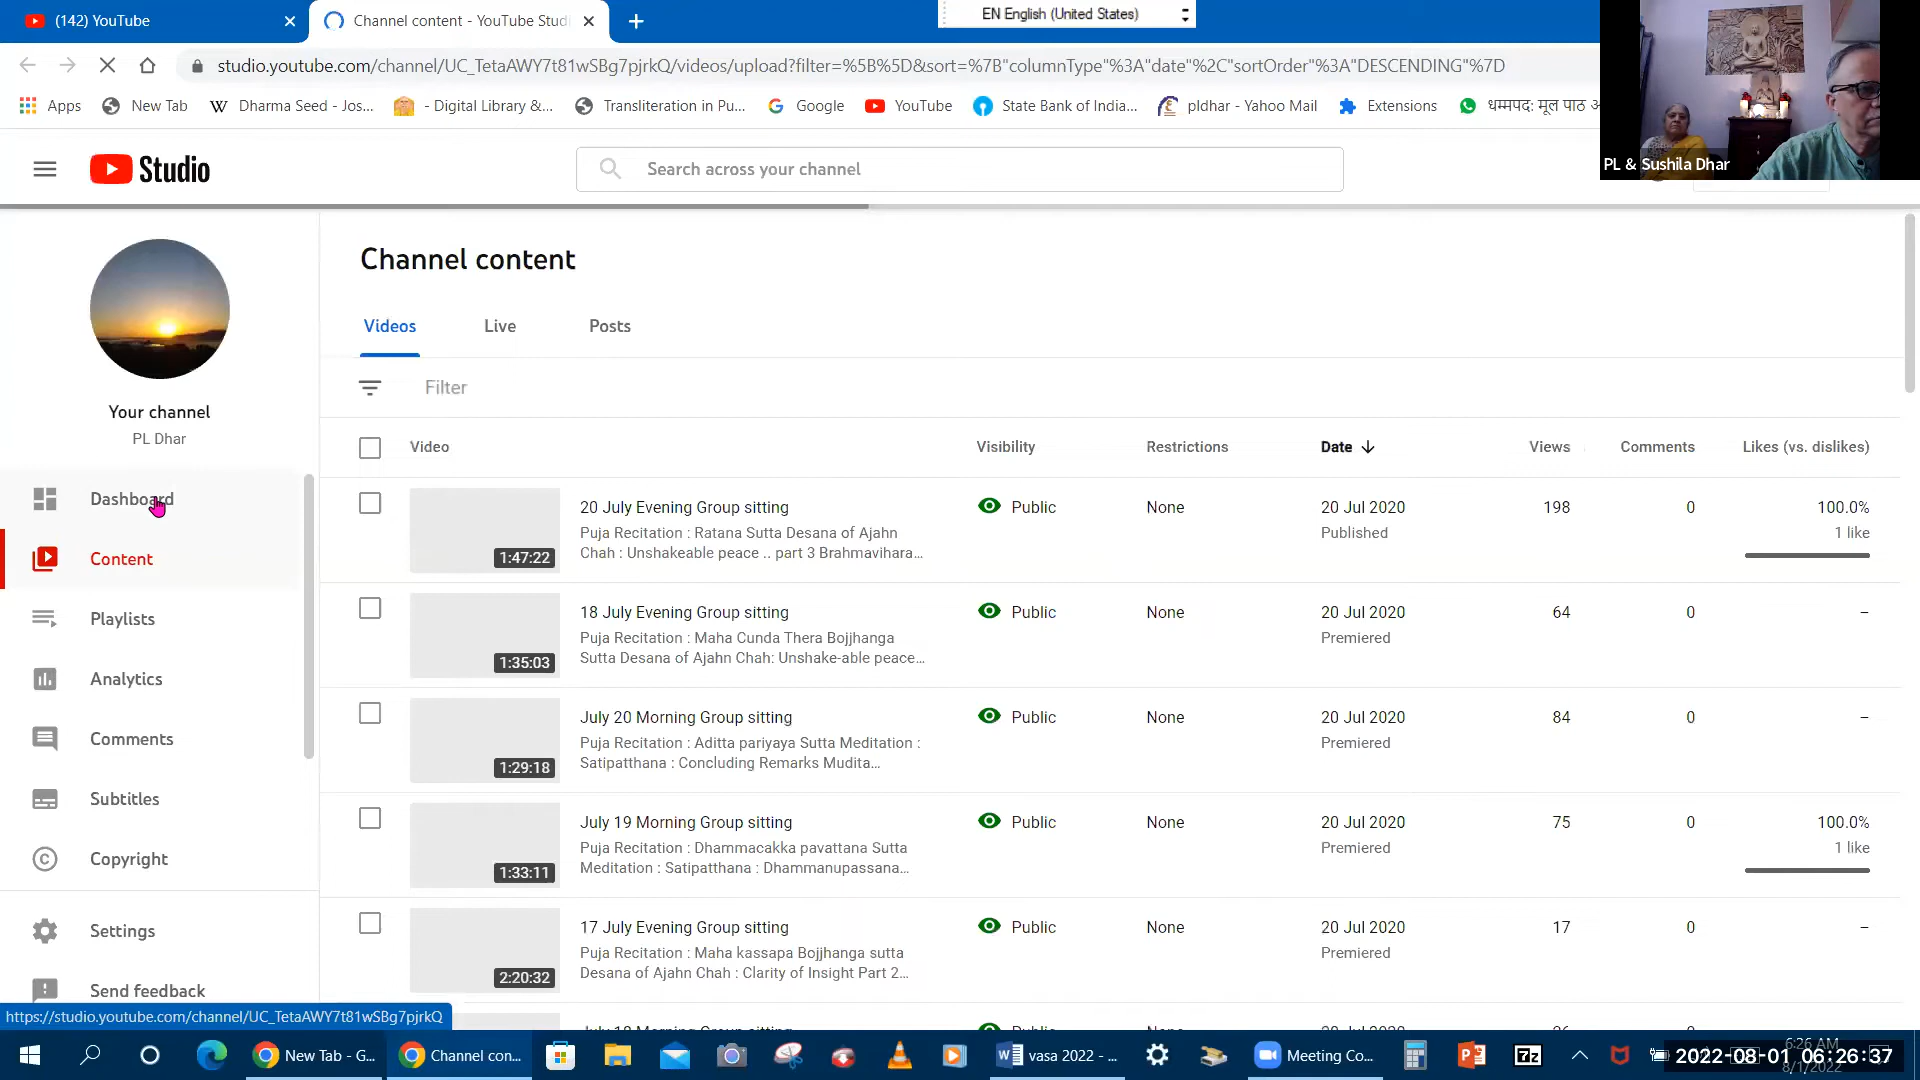 (142) YouTube
Channel content - YouTube Studi
EN English (United States)
studio.youtube.com/channel/UC_TetaAWY7t81wSBg7pjrkQ/videos/upload?filter=%5B%5D&sort=%7B"columnType"%3A"date"%2C"sortOrder"%3A"DESCENDING"%7D
Apps
New Tab
Dharma Seed - Jos...
- Digital Library &...
Transliteration in Pu...
Google
YouTube
State Bank of India...
pldhar - Yahoo Mail
Extensions
धम्मपद: मूल पाठ
PL & Sushila Dhar
Studio
Search across your channel
Your channel
PL Dhar
Dashboard
Content
Playlists
Analytics
Comments
Subtitles
Copyright
Settings
Send feedback
Channel content
Videos
Live
Posts
Filter
Video
Visibility
Restrictions
Date
Views
Comments
Likes (vs. dislikes)
1:47:22
20 July Evening Group sitting
Puja Recitation : Ratana Sutta Desana of Ajahn
Chah : Unshakeable peace .. part 3 Brahmavihara...
Public
None
20 Jul 2020
Published
198
0
100.0%
1 like
1:35:03
18 July Evening Group sitting
Puja Recitation : Maha Cunda Thera Bojjhanga
Sutta Desana of Ajahn Chah: Unshake-able peace...
Public
None
20 Jul 2020
Premiered
64
0
–
1:29:18
July 20 Morning Group sitting
Puja Recitation : Aditta pariyaya Sutta Meditation :
Satipatthana : Concluding Remarks Mudita...
Public
None
20 Jul 2020
Premiered
84
0
–
1:33:11
July 19 Morning Group sitting
Puja Recitation : Dhammacakka pavattana Sutta
Meditation : Satipatthana : Dhammanupassana...
Public
None
20 Jul 2020
Premiered
75
0
100.0%
1 like
2:20:32
17 July Evening Group sitting
Puja Recitation : Maha kassapa Bojjhanga sutta
Desana of Ajahn Chah : Clarity of Insight Part 2...
Public
None
20 Jul 2020
Premiered
17
0
–
https://studio.youtube.com/channel/UC_TetaAWY7t81wSBg7pjrkQ
New Tab - G...
Channel con...
vasa 2022 - ...
Meeting Co...
7z
6:26 AM
8/1/2022
2022-08-01 06:26:37